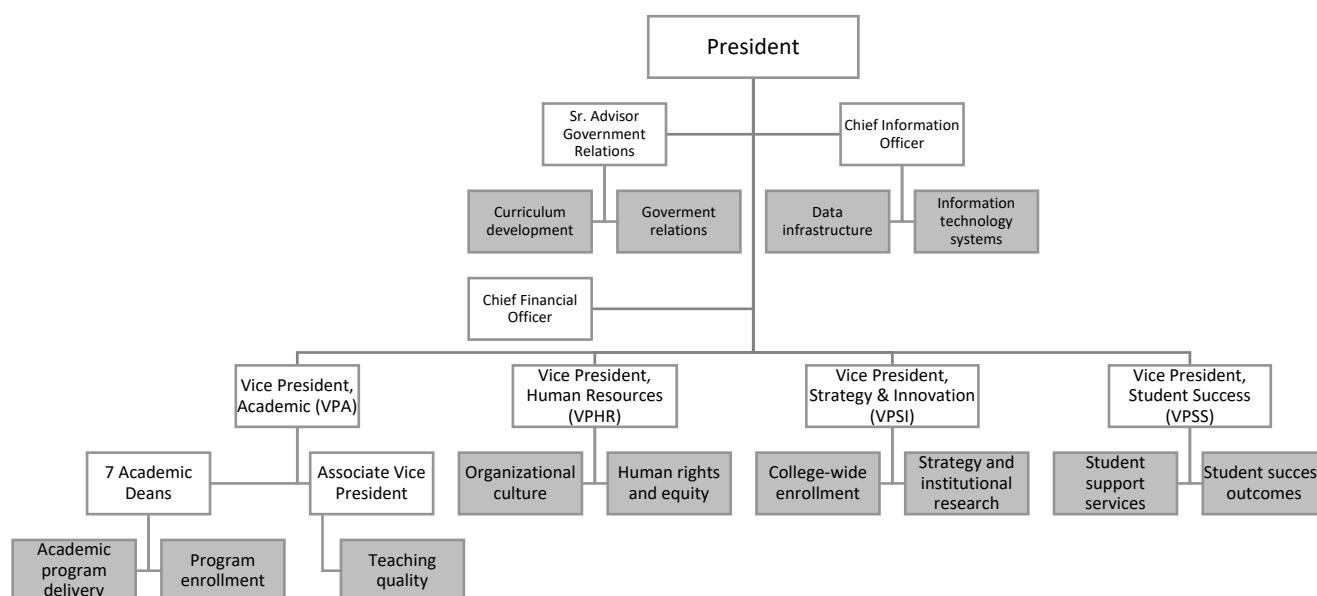 President
Sr. Advisor
Government
Relations
Chief Information
Officer
Curriculum
development
Goverment
relations
Data
infrastructure
Information
technology
systems
Chief Financial
Officer
Vice President,
Academic (VPA)
Vice President,
Human Resources
(VPHR)
Vice President,
Strategy & Innovation
(VPSI)
Vice President,
Student Success
(VPSS)
7 Academic
Deans
Associate Vice
President
Organizational
culture
Human rights
and equity
College-wide
enrollment
Strategy and
institutional
research
Student
support
services
Student succes
outcomes
Academic
program
delivery
Program
enrollment
Teaching
quality